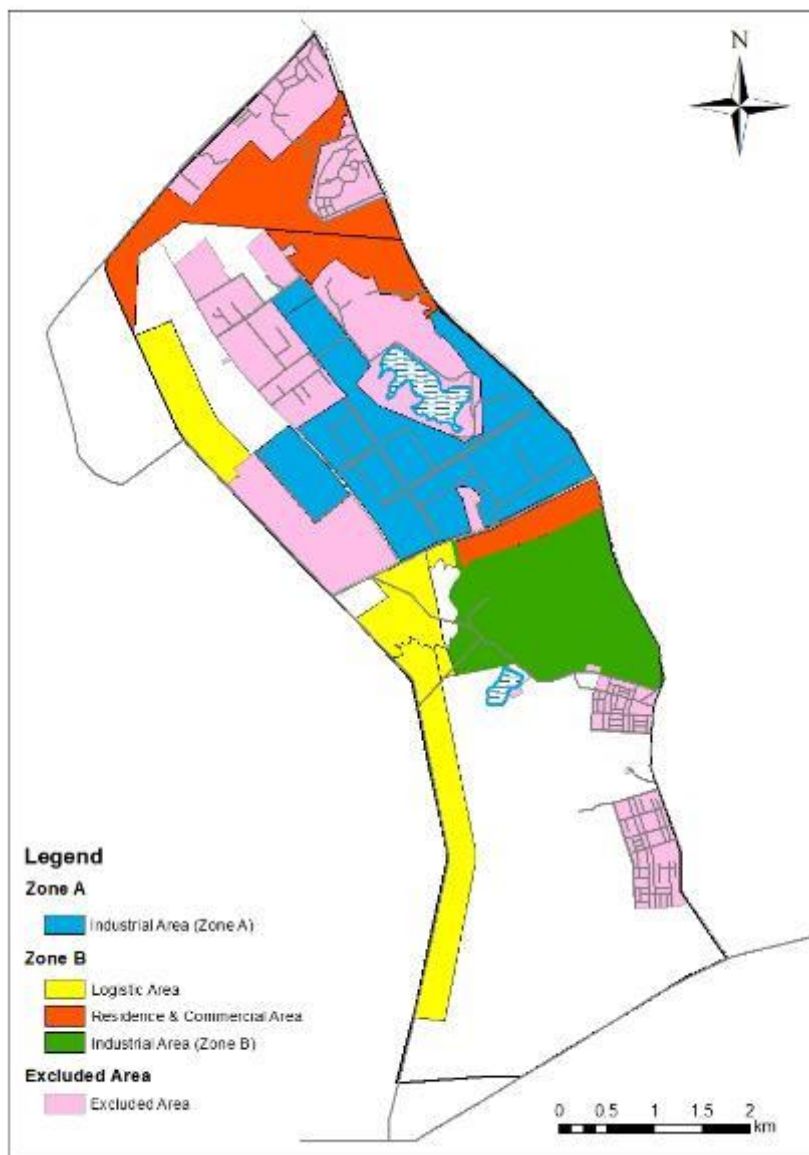 N
Legend
Zone A
Industrial Area (Zone A)
Zone B
Logistic Area
Residence & Commercial Area
Industrial Area (Zone B)
Excluded Area
Excluded Area
0 0.5 1 1.5 2
km